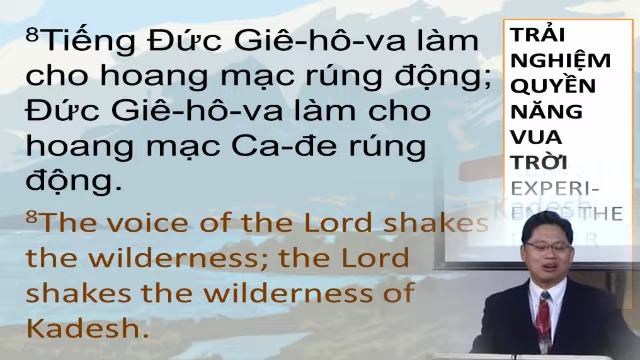 ⁸Tiếng Đức Giê-hô-va làm
cho hoang mạc rúng động;
Đức Giê-hô-va làm cho
hoang mạc Ca-đe rúng
động.
⁸The voice of the Lord shakes
the wilderness; the Lord
shakes the wilderness of
Kadesh.
TRẢI
NGHIỆM
QUYỀN
NĂNG
VUA
TRỜI
EXPERI-
THE
Kadesh